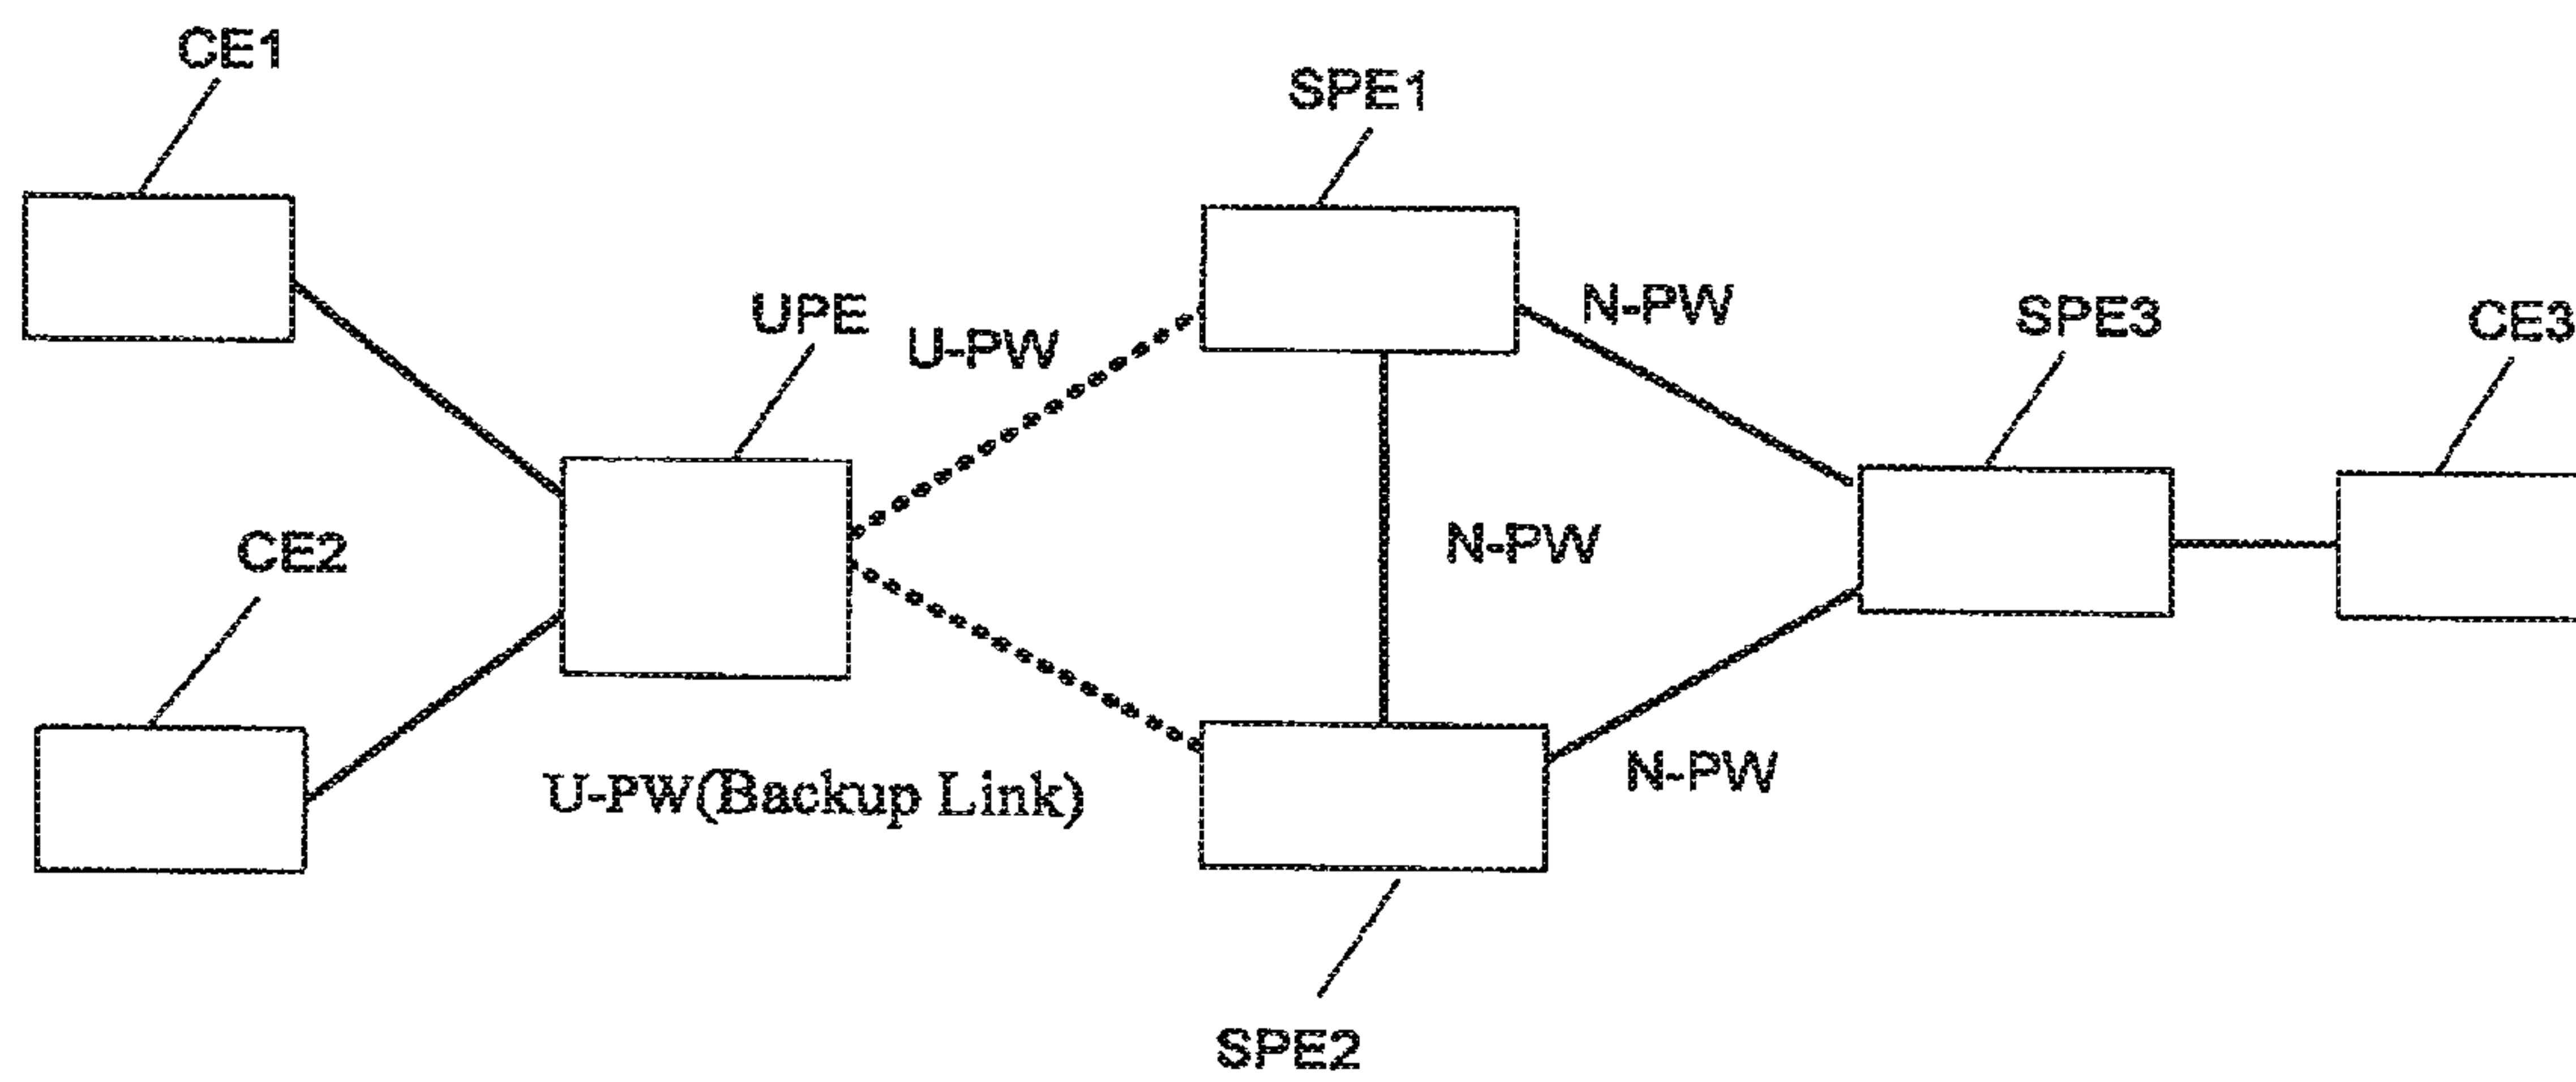 CE1
SPE1
UPE
U-PW
N-PW
SPE3
CE3
CE2
N-PW
U-PW(Backup Link)
N-PW
SPE2